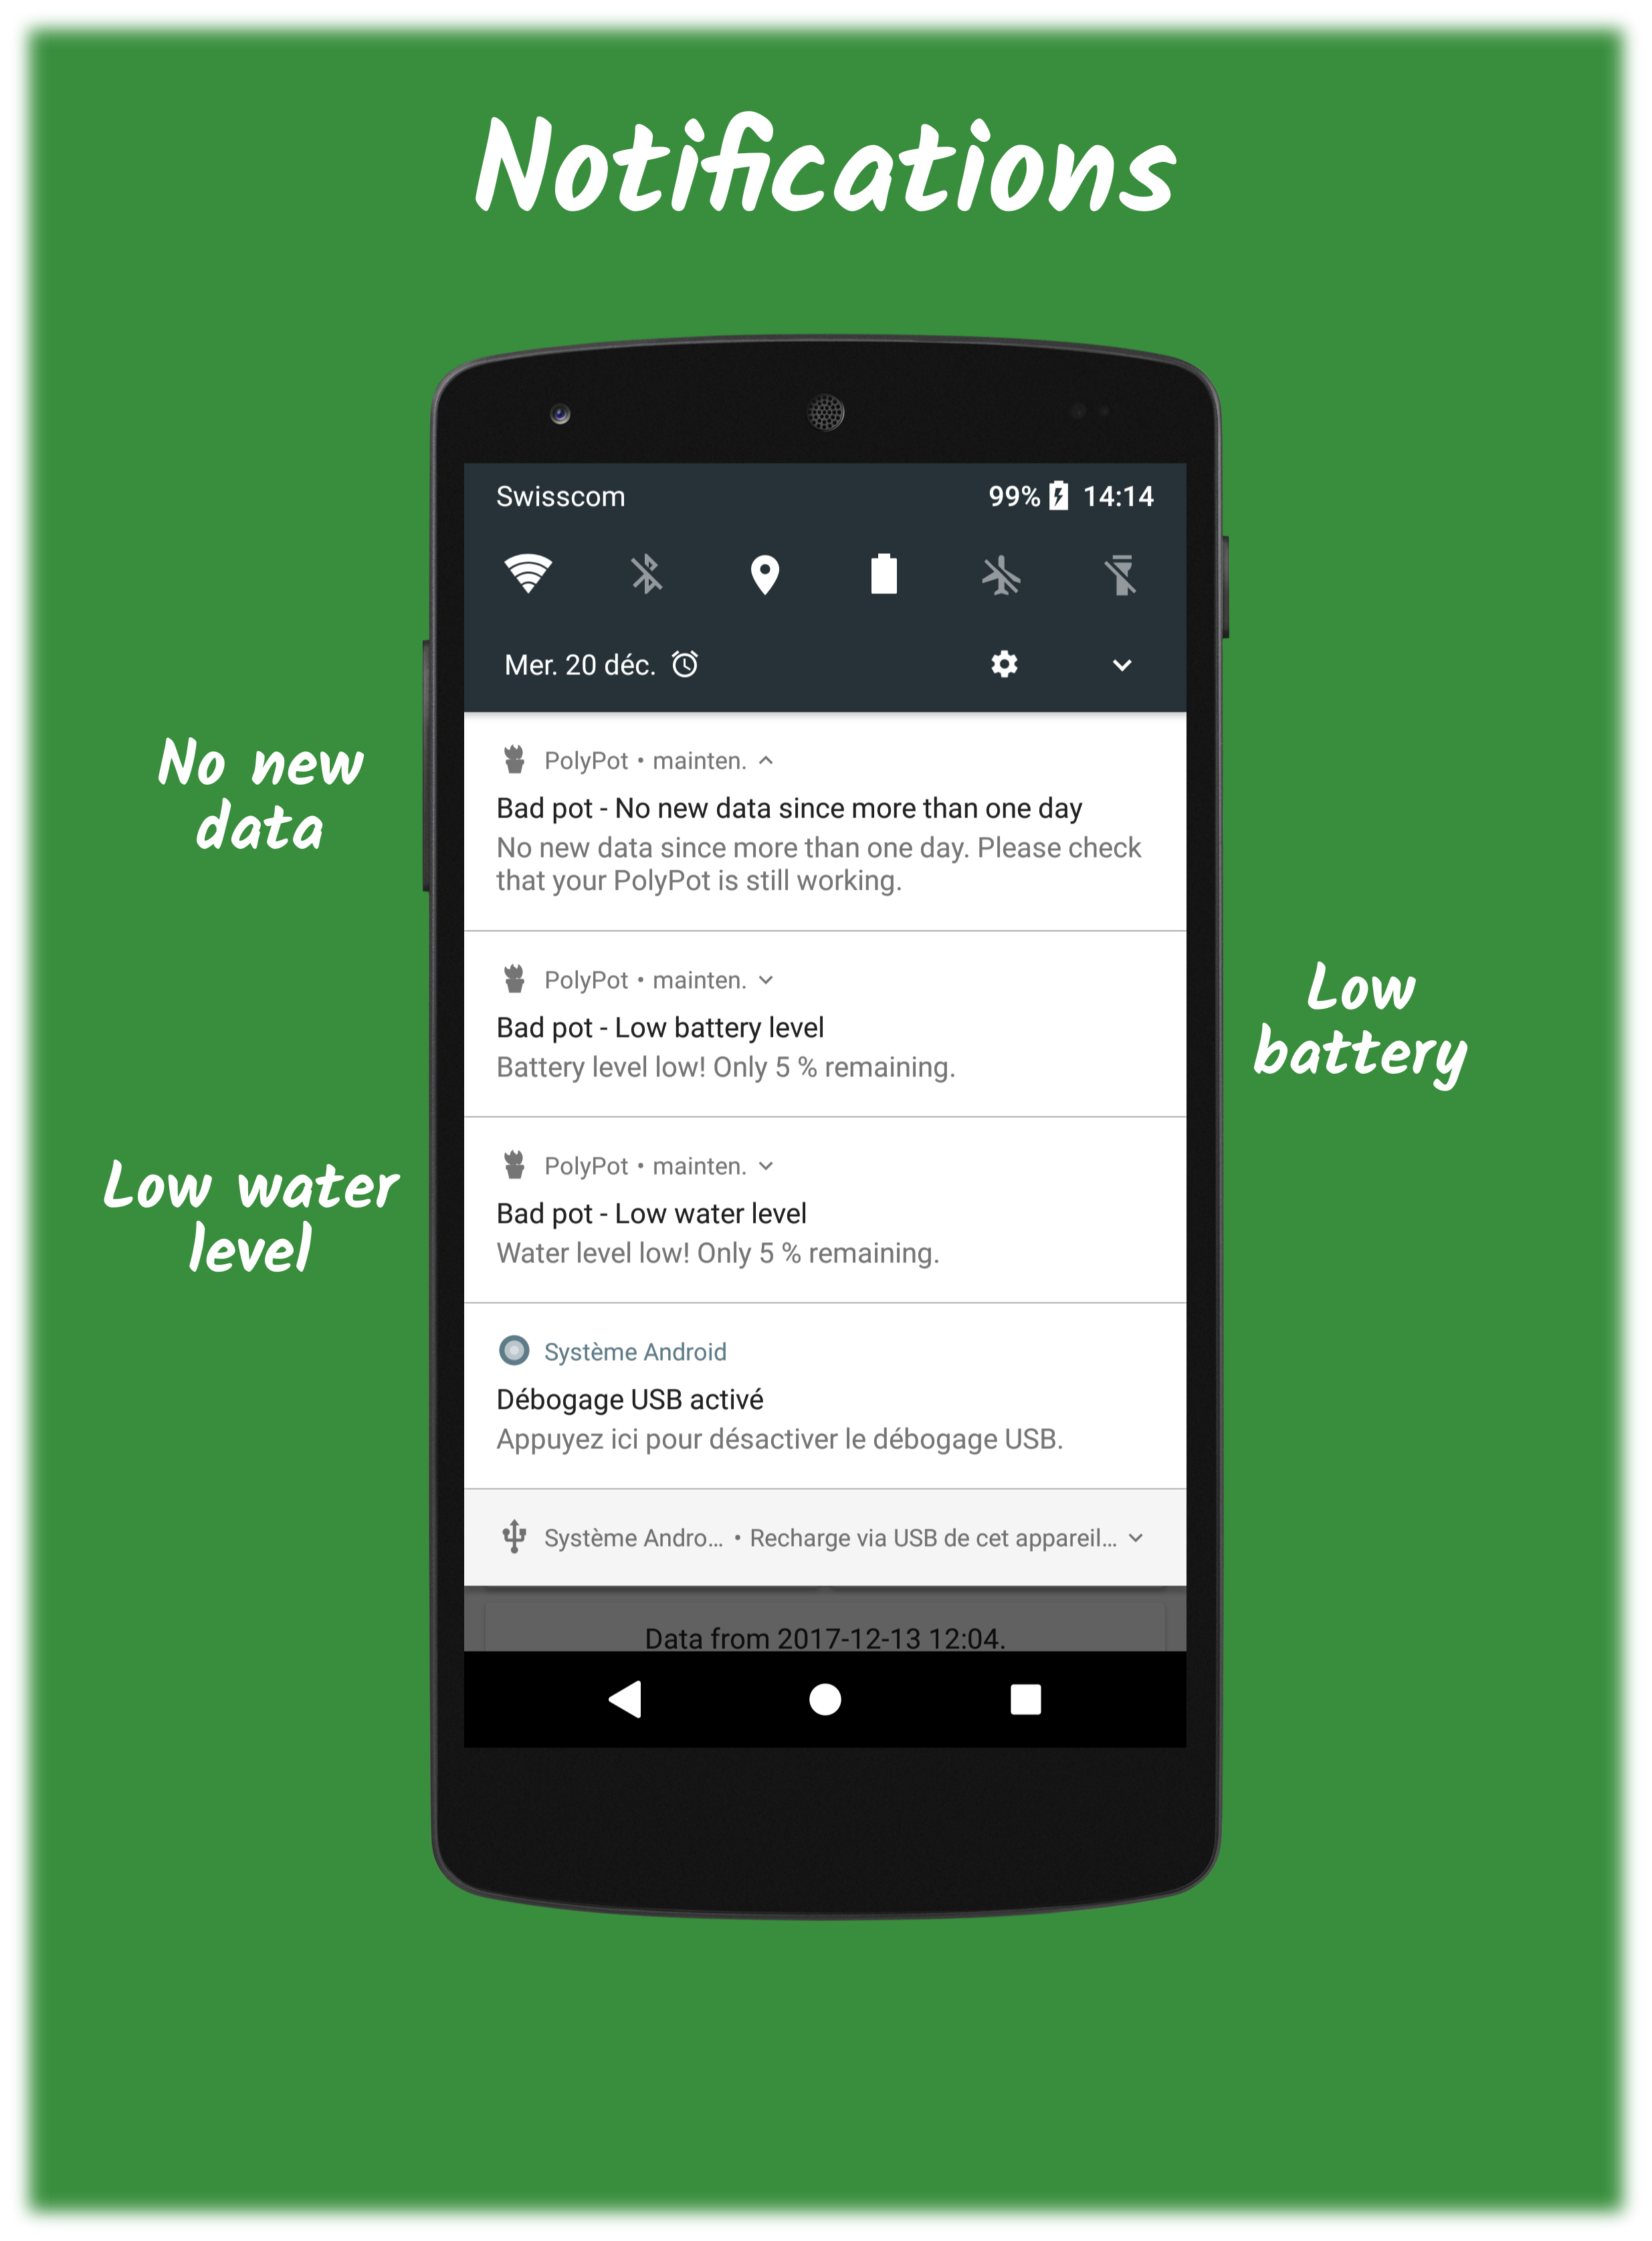 Notifications
Swisscom 99% 14:14
Mer. 20 déc.
PolyPot • mainten.
Bad pot - No new data since more than one day
No new data since more than one day. Please check
that your PolyPot is still working.
No new
data
PolyPot • mainten.
Bad pot - Low battery level
Battery level low! Only 5 % remaining.
Low
battery
PolyPot • mainten.
Bad pot - Low water level
Water level low! Only 5 % remaining.
Low water
level
Système Android
Débogage USB activé
Appuyez ici pour désactiver le débogage USB.
Système Andro... • Recharge via USB de cet appareil...
Data from 2017-12-13 12:04.